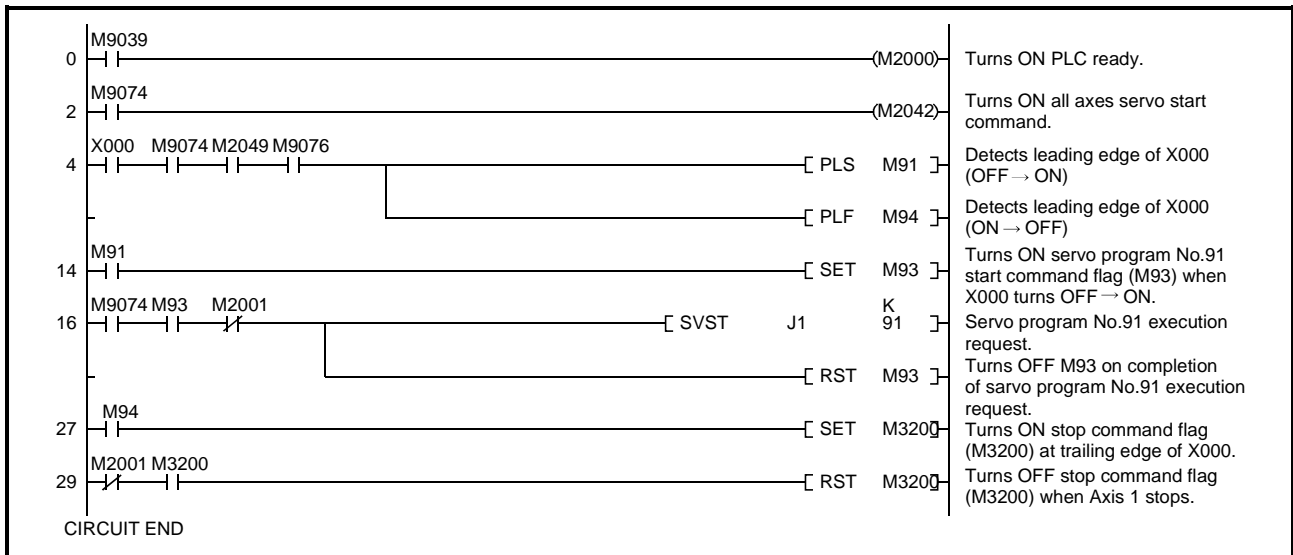 M9039
0 (M2000) Turns ON PLC ready.
M9074
2 (M2042) Turns ON all axes servo start
command.
X000 M9074 M2049 M9076
4 PLS M91 Detects leading edge of X000
(OFF → ON)
PLF M94 Detects leading edge of X000
(ON → OFF)
M91
14 SET M93 Turns ON servo program No.91
start command flag (M93) when
X000 turns OFF → ON.
M9074 M93 M2001
16 SVST J1 K 91 Servo program No.91 execution
request.
RST M93 Turns OFF M93 on completion
of sarvo program No.91 execution
request.
M94
27 SET M3200 Turns ON stop command flag
(M3200) at trailing edge of X000.
M2001 M3200
29 RST M3200 Turns OFF stop command flag
(M3200) when Axis 1 stops.
CIRCUIT END